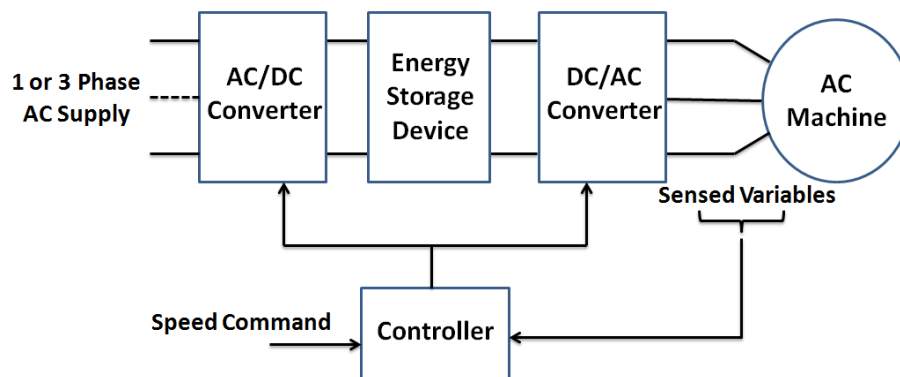 1 or 3 Phase
AC Supply
AC/DC
Converter
Energy
Storage
Device
DC/AC
Converter
AC
Machine
Sensed Variables
Speed Command
Controller